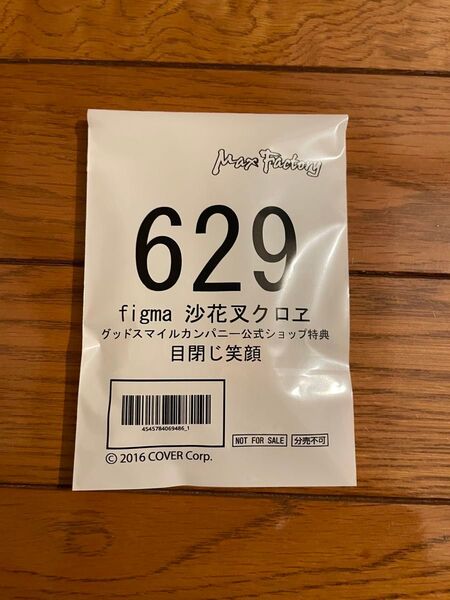 Max Factory
629
figma 沙花叉クロヱ
グッドスマイルカンパニー公式ショップ特典
目閉じ笑顔
4545784069486_1
NOT FOR SALE 分売不可
© 2016 COVER Corp.